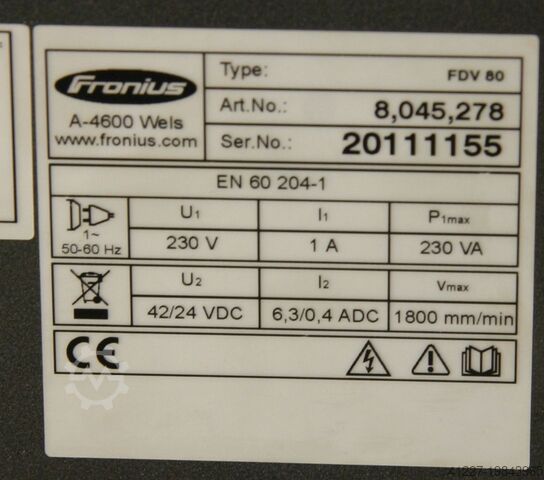 Fronius
A-4600 Wels
www.fronius.com
Type: FDV 80
Art.No.: 8,045,278
Ser.No.: 20111155
EN 60 204-1
1~
50-60 Hz
U1 I1 P1max
230 V 1 A 230 VA
U2 I2 Vmax
42/24 VDC 6,3/0,4 ADC 1800 mm/min
CE